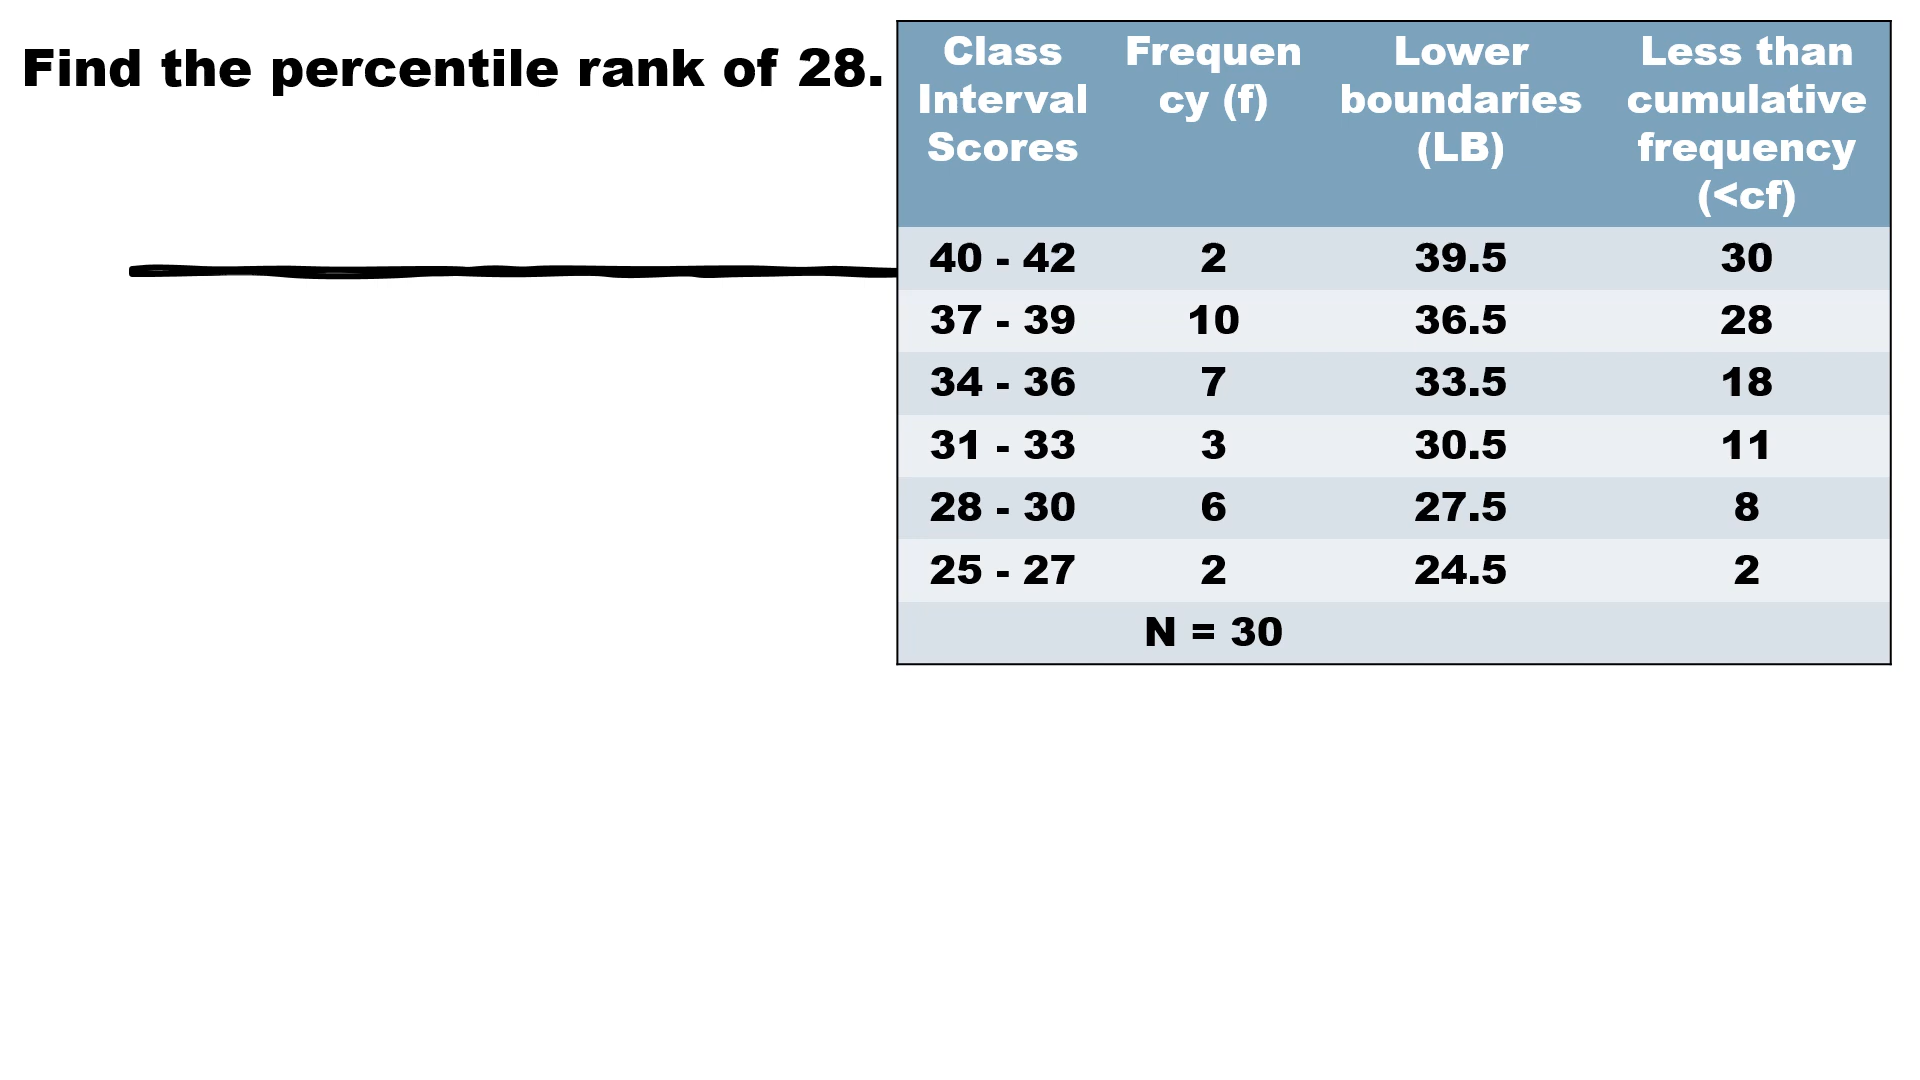 Find the percentile rank of 28.
Class Interval Scores | Frequency (f) | Lower boundaries (LB) | Less than cumulative frequency (<cf)
40 - 42 | 2 | 39.5 | 30
37 - 39 | 10 | 36.5 | 28
34 - 36 | 7 | 33.5 | 18
31 - 33 | 3 | 30.5 | 11
28 - 30 | 6 | 27.5 | 8
25 - 27 | 2 | 24.5 | 2
N = 30